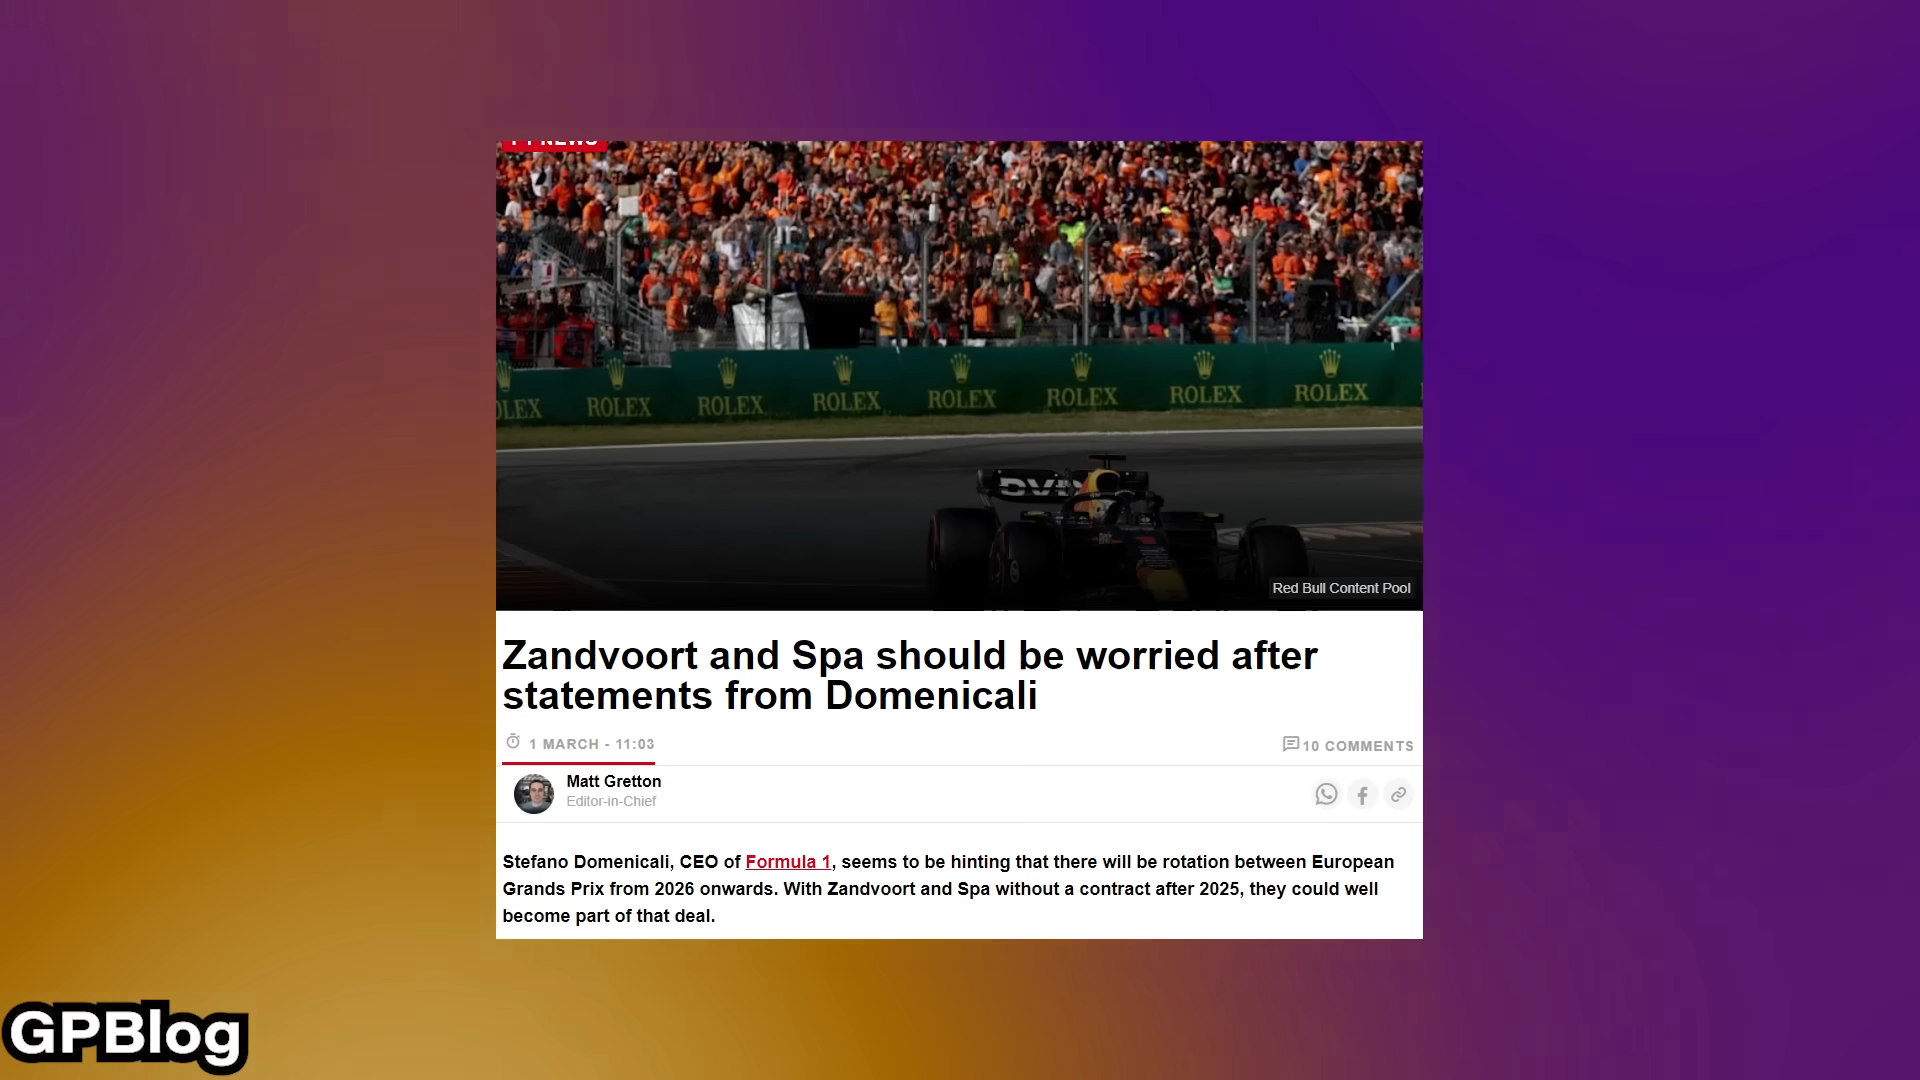 F1 NEWS
ROLEX ROLEX ROLEX ROLEX ROLEX ROLEX ROLEX
DVD
Red Bull Content Pool
Zandvoort and Spa should be worried after
statements from Domenicali
1 MARCH - 11:03
10 COMMENTS
Matt Gretton
Editor-in-Chief
Stefano Domenicali, CEO of Formula 1, seems to be hinting that there will be rotation between European
Grands Prix from 2026 onwards. With Zandvoort and Spa without a contract after 2025, they could well
become part of that deal.
GPBlog